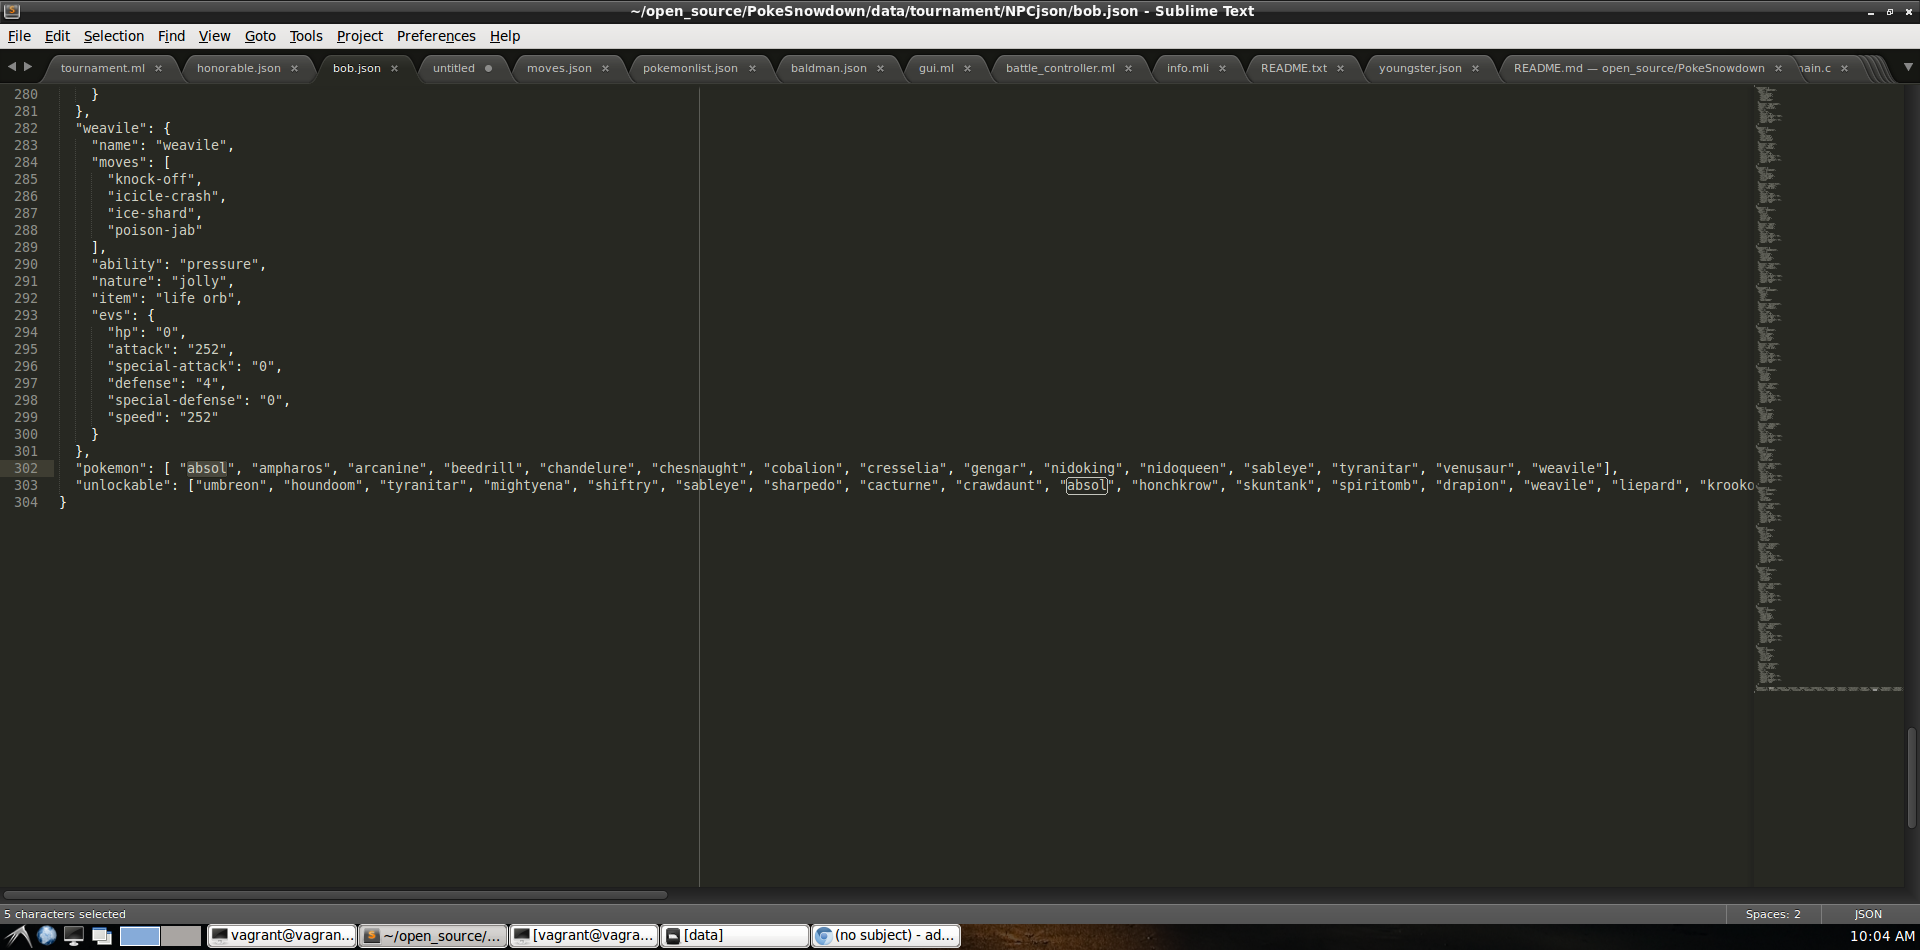 ~/open_source/PokeSnowdown/data/tournament/NPCjson/bob.json - Sublime Text
File Edit Selection Find View Goto Tools Project Preferences Help
tournament.ml honorable.json bob.json untitled moves.json pokemonlist.json baldman.json gui.ml battle_controller.ml info.mli README.txt youngster.json README.md — open_source/PokeSnowdown main.c
280 }
281 },
282 "weavile": {
283 "name": "weavile",
284 "moves": [
285 "knock-off",
286 "icicle-crash",
287 "ice-shard",
288 "poison-jab"
289 ],
290 "ability": "pressure",
291 "nature": "jolly",
292 "item": "life orb",
293 "evs": {
294 "hp": "0",
295 "attack": "252",
296 "special-attack": "0",
297 "defense": "4",
298 "special-defense": "0",
299 "speed": "252"
300 }
301 },
302 "pokemon": [ "absol", "ampharos", "arcanine", "beedrill", "chandelure", "chesnaught", "cobalion", "cresselia", "gengar", "nidoking", "nidoqueen", "sableye", "tyranitar", "venusaur", "weavile"],
303 "unlockable": ["umbreon", "houndoom", "tyranitar", "mightyena", "shiftry", "sableye", "sharpedo", "cacturne", "crawdaunt", "absol", "honchkrow", "skuntank", "spiritomb", "drapion", "weavile", "liepard", "krooko
304 }
5 characters selected Spaces: 2 JSON
vagrant@vagran... ~/open_source/... [vagrant@vagra... [data] (no subject) - ad... 10:04 AM